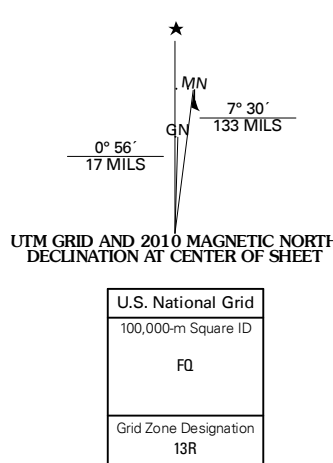 ★
MN
7° 30´
133 MILS
GN
0° 56´
17 MILS
UTM GRID AND 2010 MAGNETIC NORTH
DECLINATION AT CENTER OF SHEET
U.S. National Grid
100,000-m Square ID
FQ
Grid Zone Designation
13R